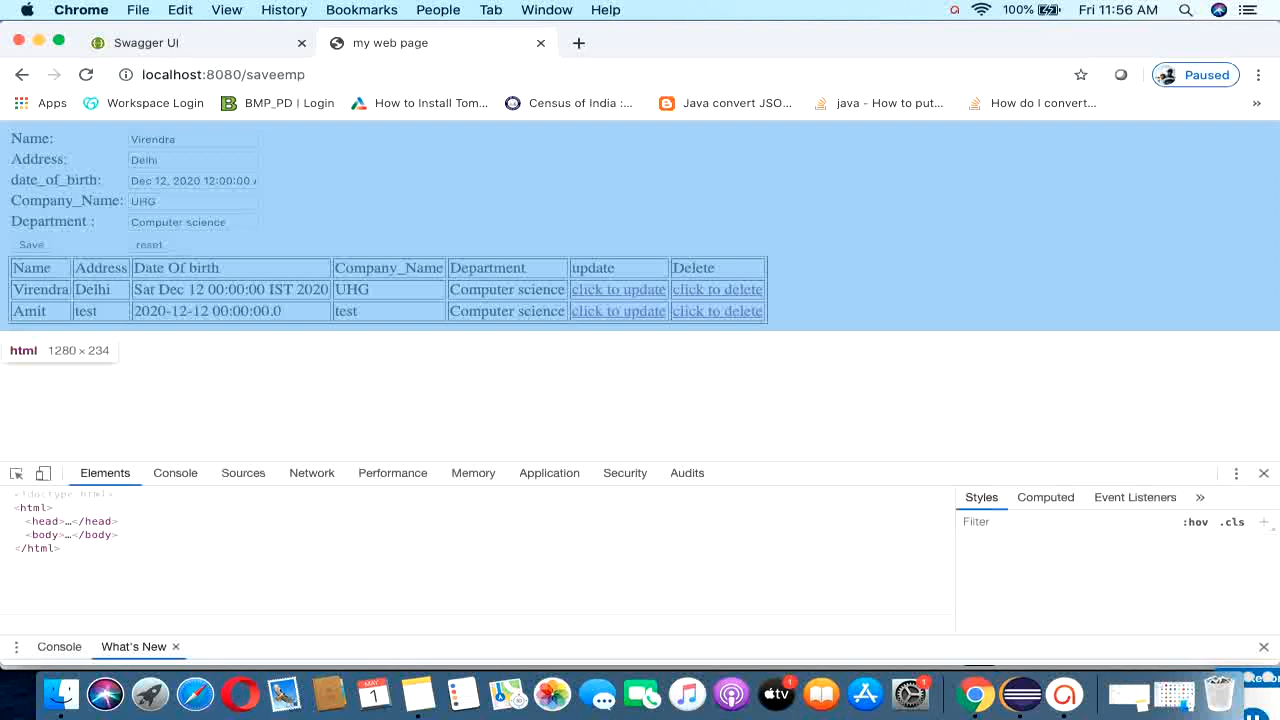 Chrome File Edit View History Bookmarks People Tab Window Help 100% Fri 11:56 AM
Swagger UI my web page
localhost:8080/saveemp Paused
Apps Workspace Login BMP_PD | Login How to Install Tom... Census of India :... Java convert JSO... java - How to put... How do I convert... »
Name: Virendra
Address: Delhi
date_of_birth: Dec 12, 2020 12:00:00
Company_Name: UHG
Department : Computer science
Save reset
Name Address Date Of birth Company_Name Department update Delete
Virendra Delhi Sat Dec 12 00:00:00 IST 2020 UHG Computer science click to update click to delete
Amit test 2020-12-12 00:00:00.0 test Computer science click to update click to delete
html 1280 × 234
Elements Console Sources Network Performance Memory Application Security Audits
<!doctype html>
<html>
<head>…</head>
<body>…</body>
</html>
Styles Computed Event Listeners »
Filter :hov .cls +
Console What's New
MAY 1 tv 1 1